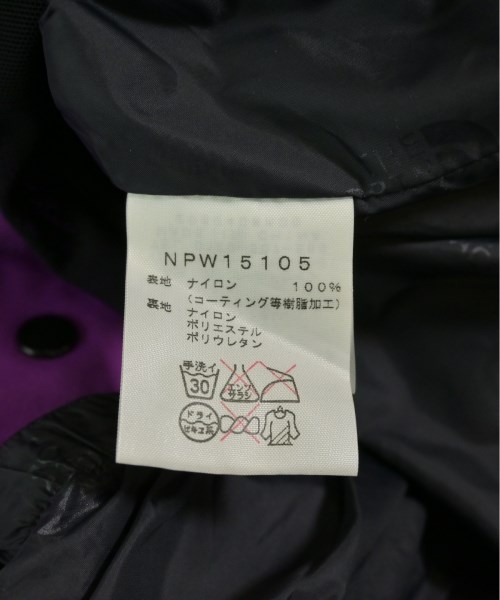 NPW15105
表地 ナイロン 100%
(コーティング等樹脂加工)
ナイロン
ポリエステル
ポリウレタン
手洗イ
30
エンソ
サラシ
ドライ
セキユ系